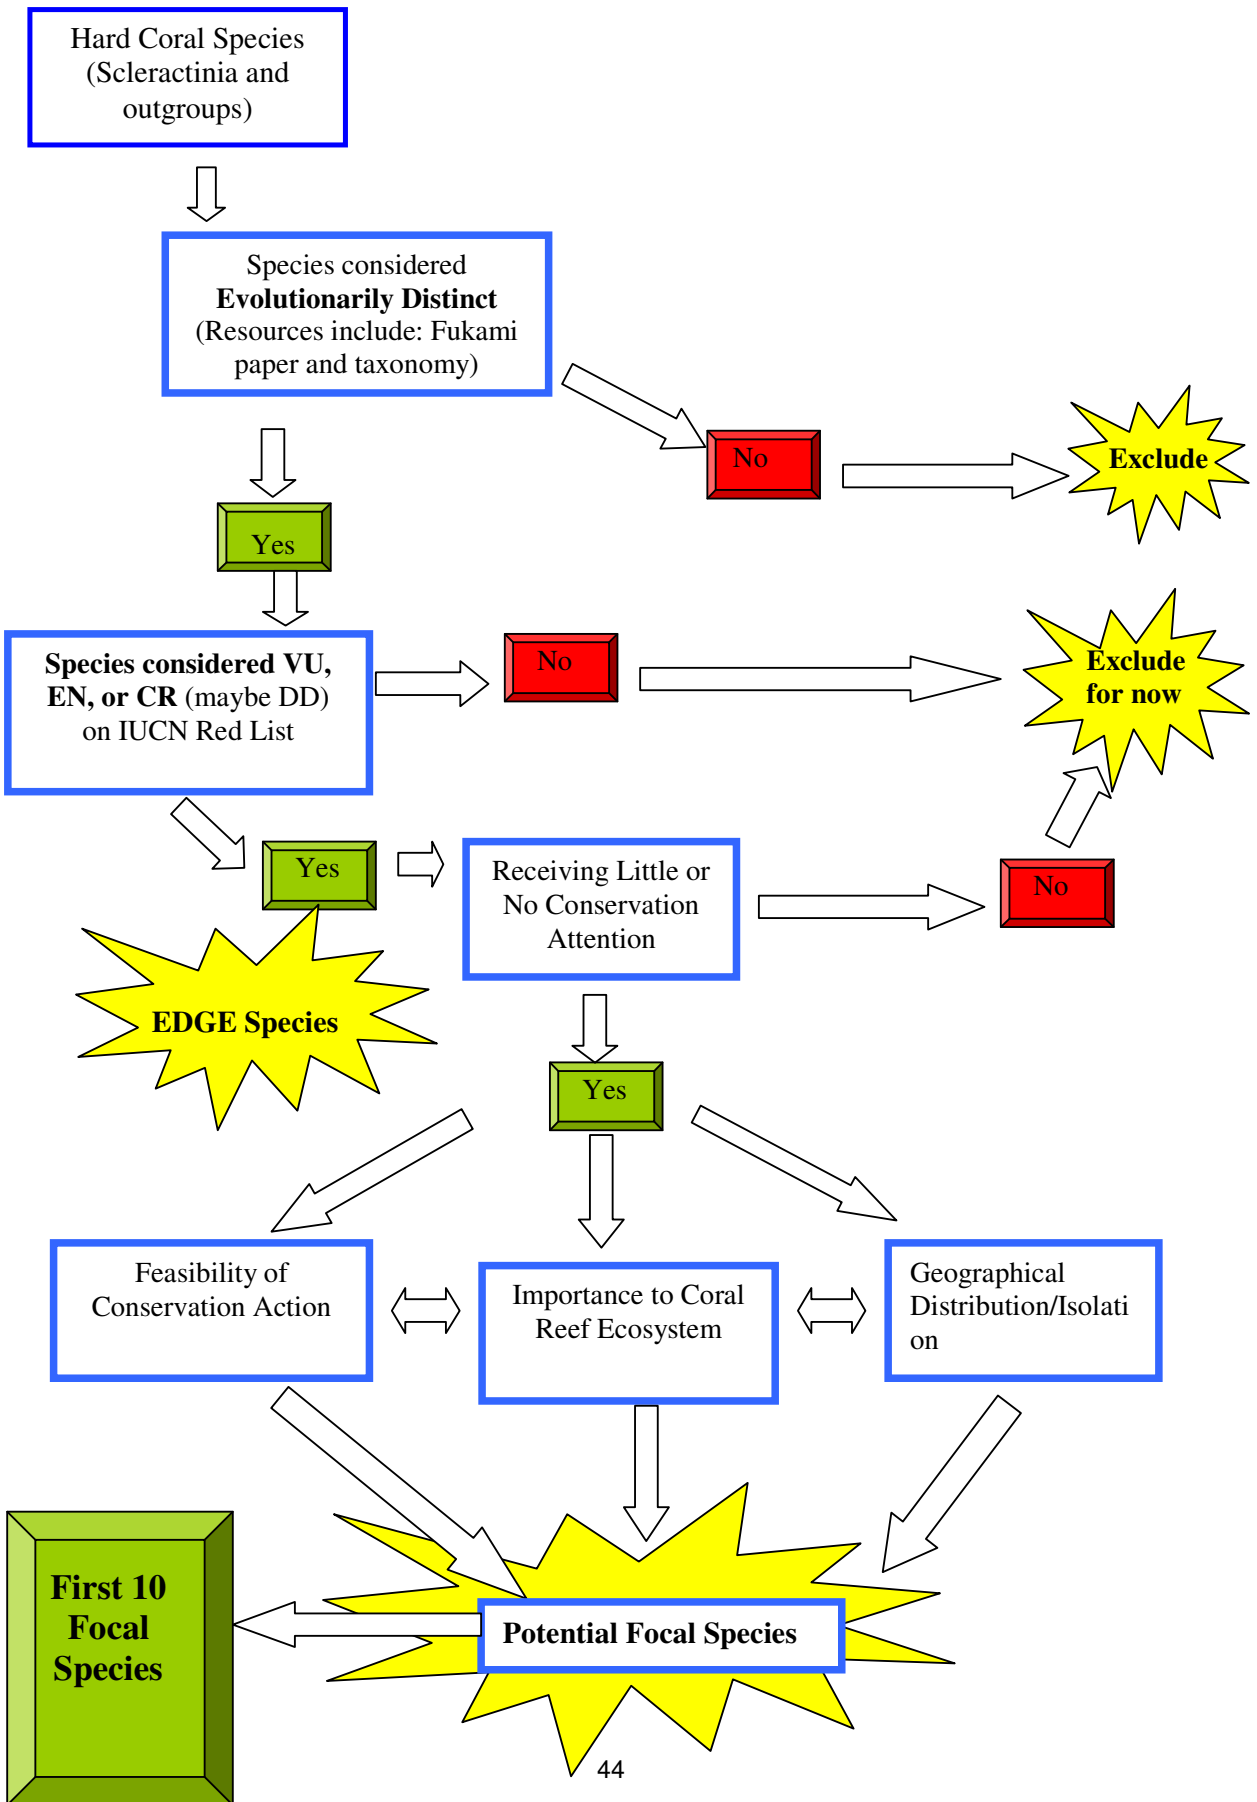 Hard Coral Species
(Scleractinia and
outgroups)
Species considered
Evolutionarily Distinct
(Resources include: Fukami
paper and taxonomy)
No
Exclude
Yes
Species considered VU,
EN, or CR (maybe DD)
on IUCN Red List
No
Exclude
for now
Yes
Receiving Little or
No Conservation
Attention
No
EDGE Species
Yes
Feasibility of
Conservation Action
Importance to Coral
Reef Ecosystem
Geographical
Distribution/Isolati
on
First 10
Focal
Species
Potential Focal Species
44